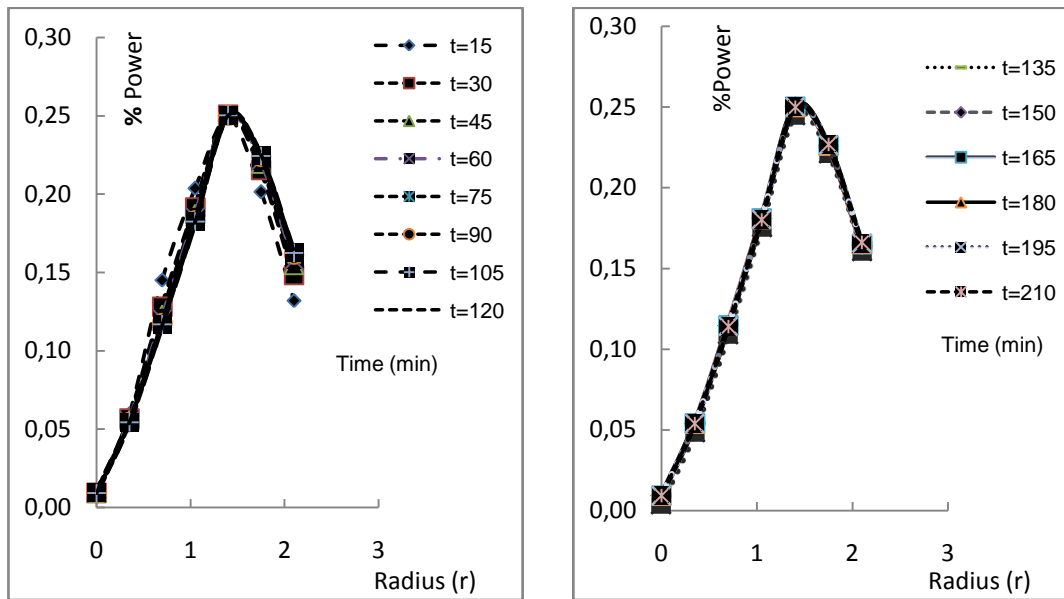 0,30
0,25
0,20
0,15
0,10
0,05
0,00
% Power
t=15
t=30
t=45
t=60
t=75
t=90
t=105
t=120
Time (min)
0 1 2 3
Radius (r)
0,30
0,25
0,20
0,15
0,10
0,05
0,00
%Power
t=135
t=150
t=165
t=180
t=195
t=210
Time (min)
0 1 2 3
Radius (r)